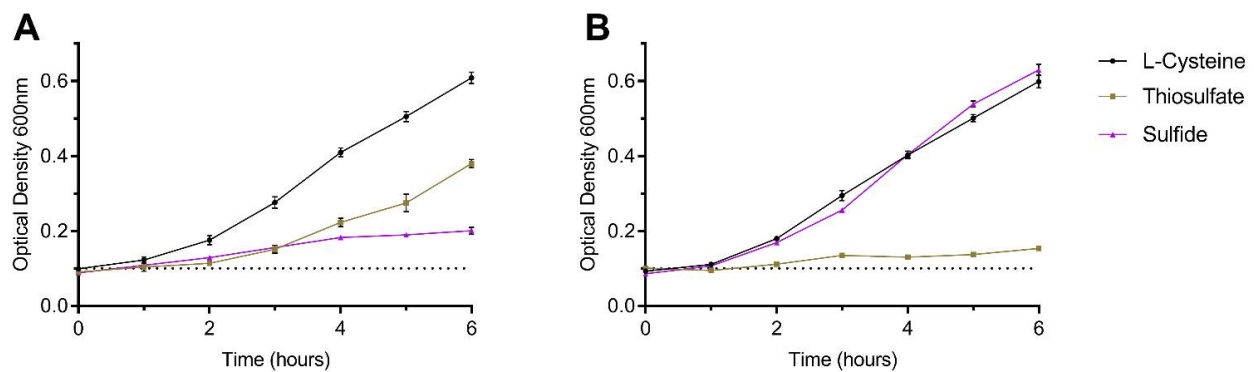 A
Optical Density 600nm
0.6
0.4
0.2
0.0
0
2
4
6
Time (hours)
B
Optical Density 600nm
0.6
0.4
0.2
0.0
0
2
4
6
Time (hours)
L-Cysteine
Thiosulfate
Sulfide